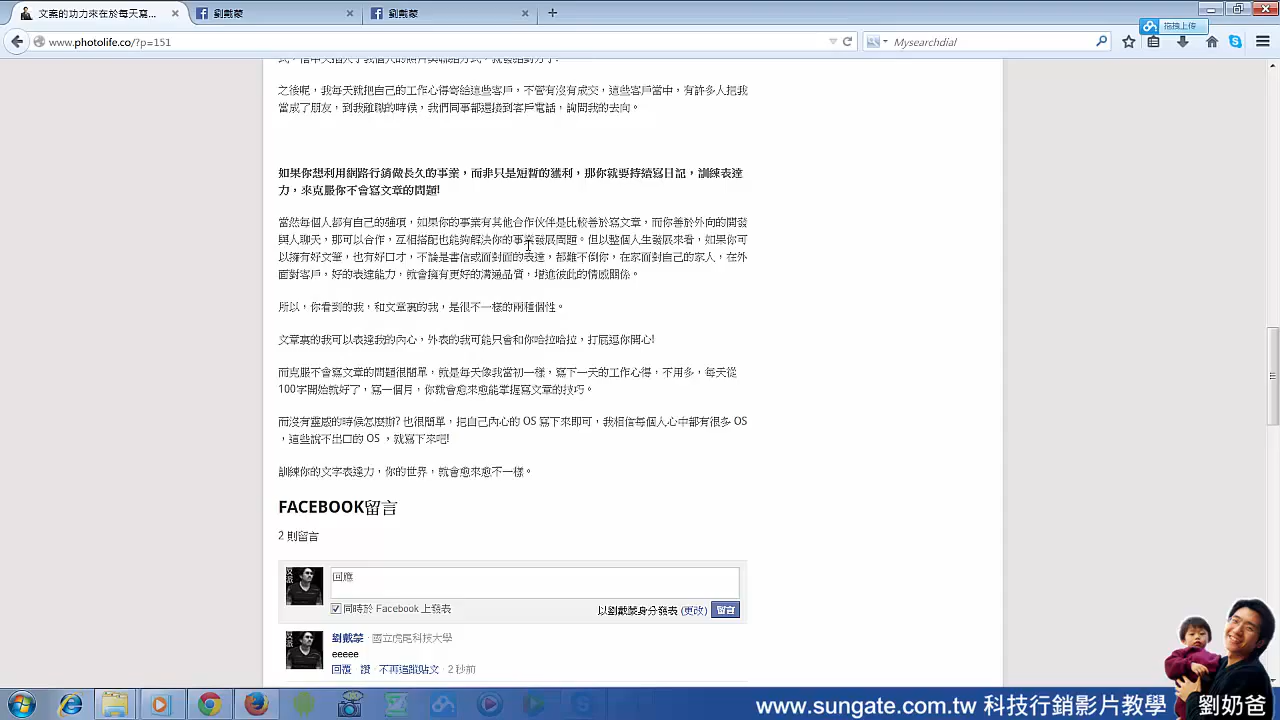 文案的功力來在於每天寫...
劉戴蒙
劉戴蒙
www.photolife.co/?p=151
Mysearchdial
拖拽上传
之後呢，我每天就把自己的工作心得寄給這些客戶，不管有沒有成交，這些客戶當中，有許多人把我
當成了朋友，到我離職的時候，我們同事都還接到客戶電話，詢問我的去向。
如果你想利用網路行銷做長久的事業，而非只是短暫的獲利，那你就要持續寫日記，訓練表達
力，來克服你不會寫文章的問題!
當然每個人都有自己的強項，如果你的事業有其他合作伙伴是比較善於寫文章，而你善於外向的開發
與人聊天，那可以合作，互相搭配也能夠解決你的事業發展問題。但以整個人生發展來看，如果你可
以擁有好文筆，也有好口才，不論是書信或面對面的表達，都難不倒你，在家面對自己的家人，在外
面對客戶，好的表達能力，就會擁有更好的溝通品質，增進彼此的情感關係。
所以，你看到的我，和文章裏的我，是很不一樣的兩種個性。
文章裏的我可以表達我的內心，外表的我可能只會和你哈拉哈拉，打屁逗你開心!
而克服不會寫文章的問題很簡單，就是每天像我當初一樣，寫下一天的工作心得，不用多，每天從
100字開始就好了，寫一個月，你就會愈來愈能掌握寫文章的技巧。
而沒有靈感的時候怎麼辦? 也很簡單，把自己內心的 OS 寫下來即可，我相信每個人心中都有很多 OS
，這些說不出口的 OS ，就寫下來吧!
訓練你的文字表達力，你的世界，就會愈來愈不一樣。
FACEBOOK留言
2 則留言
回應
同時於 Facebook 上發表
以劉戴蒙身分發表 (更改) 留言
劉戴蒙 · 國立虎尾科技大學
eeeee
回覆 · 讚 · 不再追蹤貼文 · 2 秒前
www.sungate.com.tw 科技行銷影片教學 劉奶爸